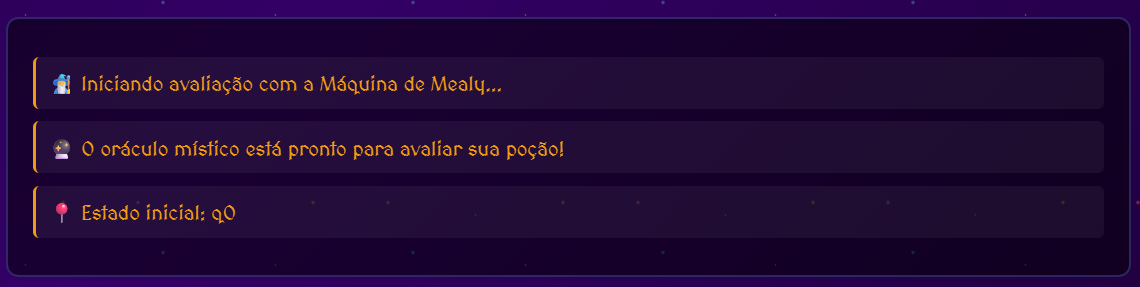 Iniciando avaliação com a Máquina de Mealy...
O oráculo místico está pronto para avaliar sua poção!
Estado inicial: q0